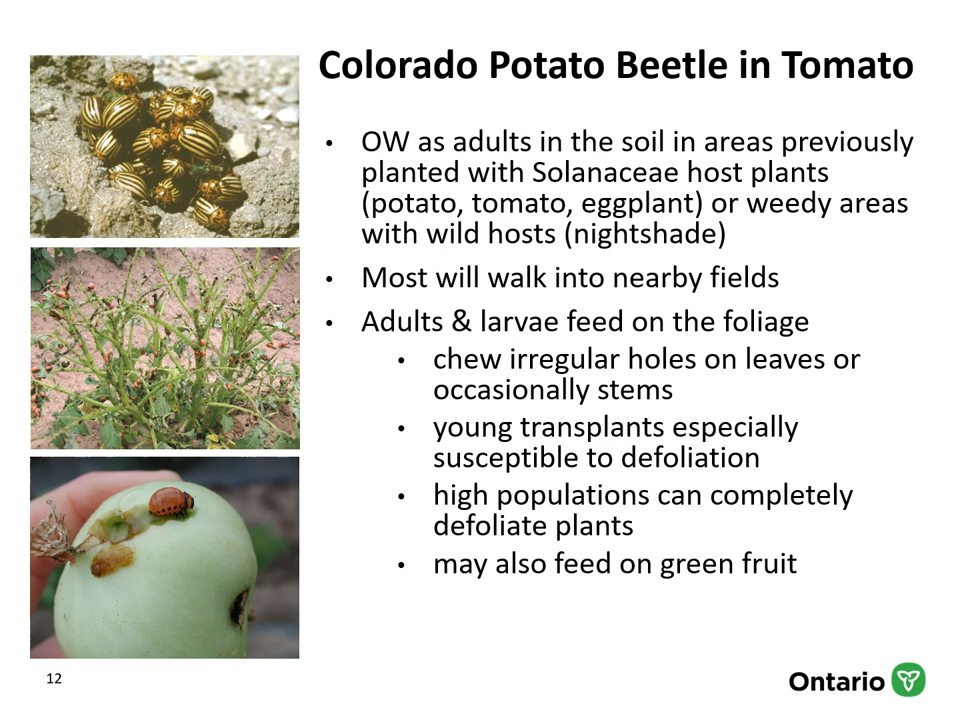 Colorado Potato Beetle in Tomato
• OW as adults in the soil in areas previously
planted with Solanaceae host plants
(potato, tomato, eggplant) or weedy areas
with wild hosts (nightshade)
• Most will walk into nearby fields
• Adults & larvae feed on the foliage
• chew irregular holes on leaves or
occasionally stems
• young transplants especially
susceptible to defoliation
• high populations can completely
defoliate plants
• may also feed on green fruit
12
Ontario